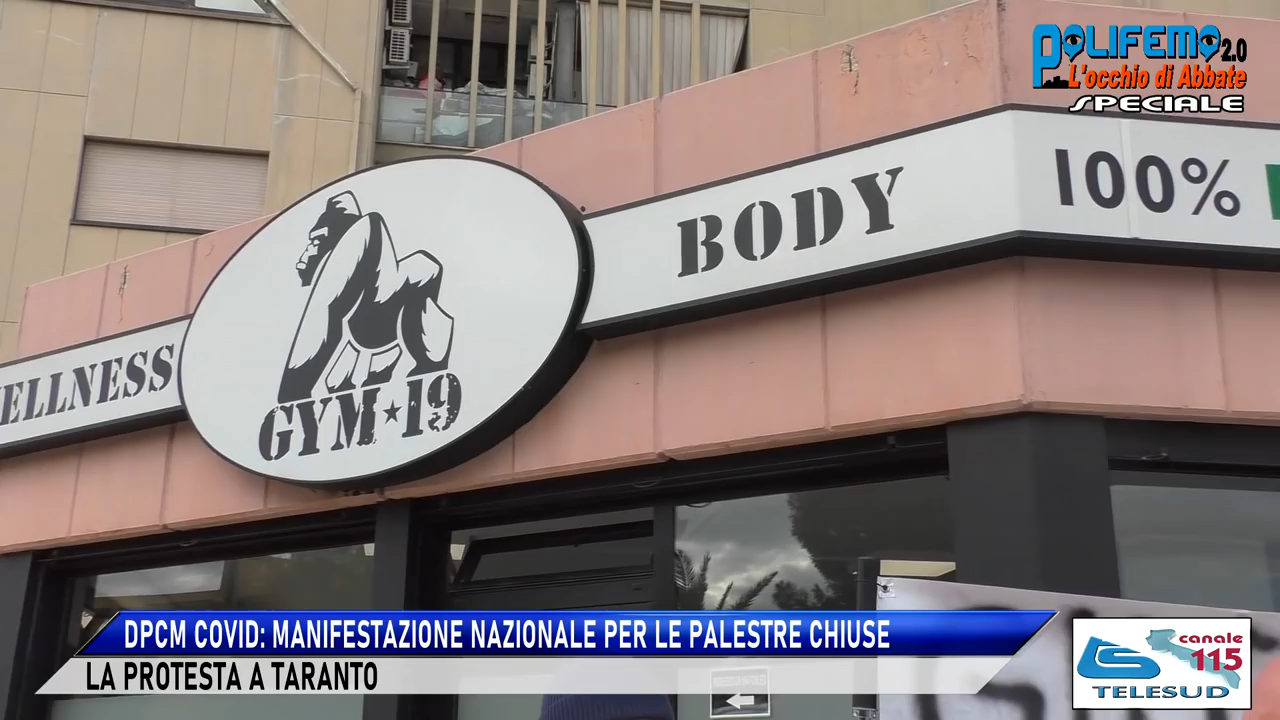 POLIFEMO 2.0
L'occhio di Abbate
SPECIALE
WELLNESS
GYM★19
BODY
100%
DPCM COVID: MANIFESTAZIONE NAZIONALE PER LE PALESTRE CHIUSE
LA PROTESTA A TARANTO
canale
115
TELESUD